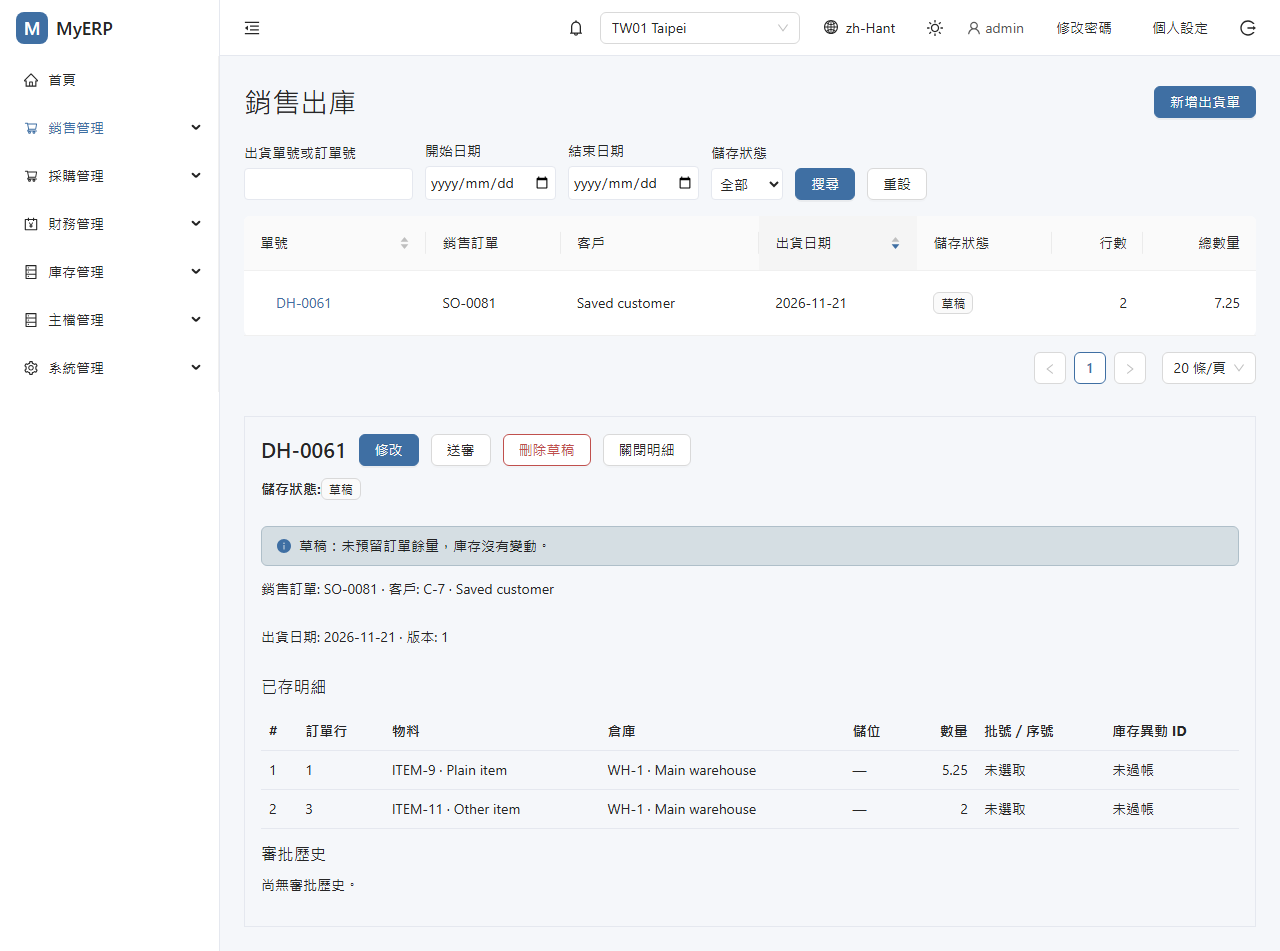 M MyERP
TW01 Taipei
zh-Hant
admin
修改密碼
個人設定
首頁
銷售管理
採購管理
財務管理
庫存管理
主檔管理
系統管理
銷售出庫
新增出貨單
出貨單號或訂單號 開始日期 結束日期 儲存狀態
yyyy/mm/dd yyyy/mm/dd 全部 搜尋 重設
單號 銷售訂單 客戶 出貨日期 儲存狀態 行數 總數量
DH-0061 SO-0081 Saved customer 2026-11-21 草稿 2 7.25
< 1 > 20 條/頁
DH-0061 修改 送審 刪除草稿 關閉明細
儲存狀態: 草稿
草稿：未預留訂單餘量，庫存沒有變動。
銷售訂單: SO-0081 · 客戶: C-7 · Saved customer
出貨日期: 2026-11-21 · 版本: 1
已存明細
# 訂單行 物料 倉庫 儲位 數量 批號 / 序號 庫存異動 ID
1 1 ITEM-9 · Plain item WH-1 · Main warehouse — 5.25 未選取 未過帳
2 3 ITEM-11 · Other item WH-1 · Main warehouse — 2 未選取 未過帳
審批歷史
尚無審批歷史。